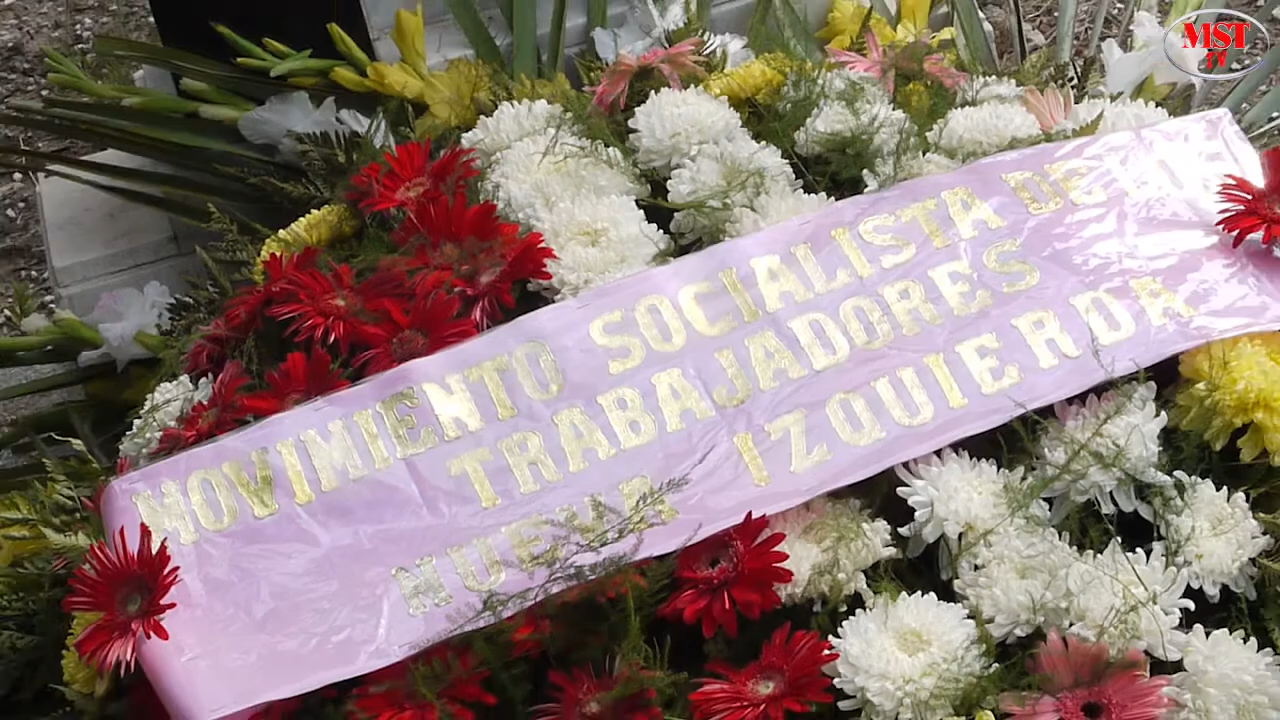 MST
TV
MOVIMIENTO SOCIALISTA DE
TRABAJADORES
NUEVA IZQUIERDA